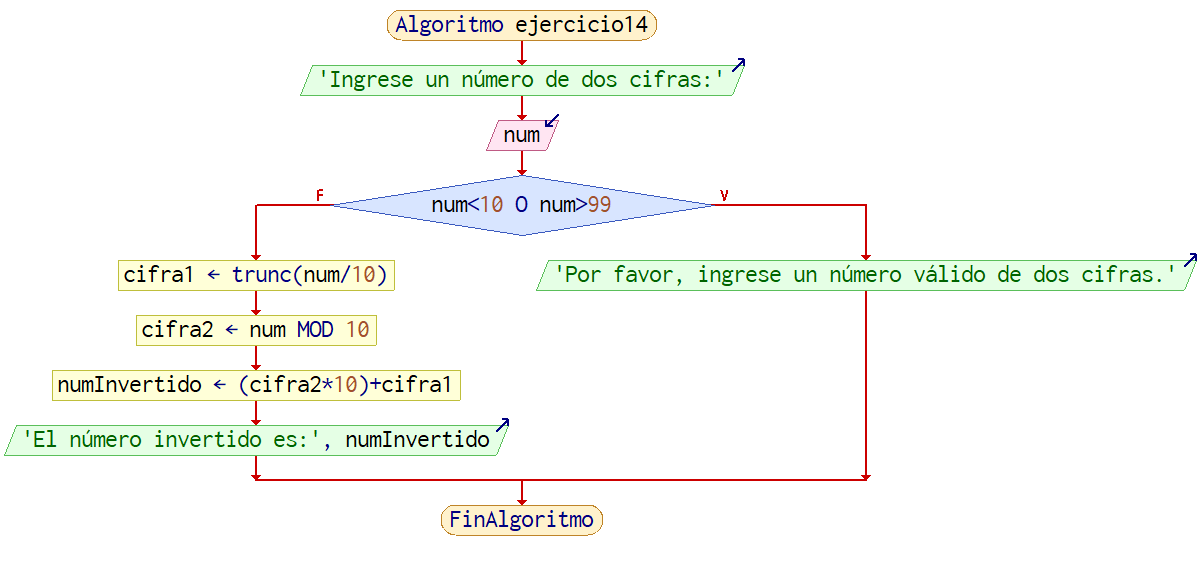 Algoritmo ejercicio14
'Ingrese un número de dos cifras:'
num
F
V
num<10 O num>99
cifra1 ← trunc(num/10)
'Por favor, ingrese un número válido de dos cifras.'
cifra2 ← num MOD 10
numInvertido ← (cifra2*10)+cifra1
'El número invertido es:', numInvertido
FinAlgoritmo